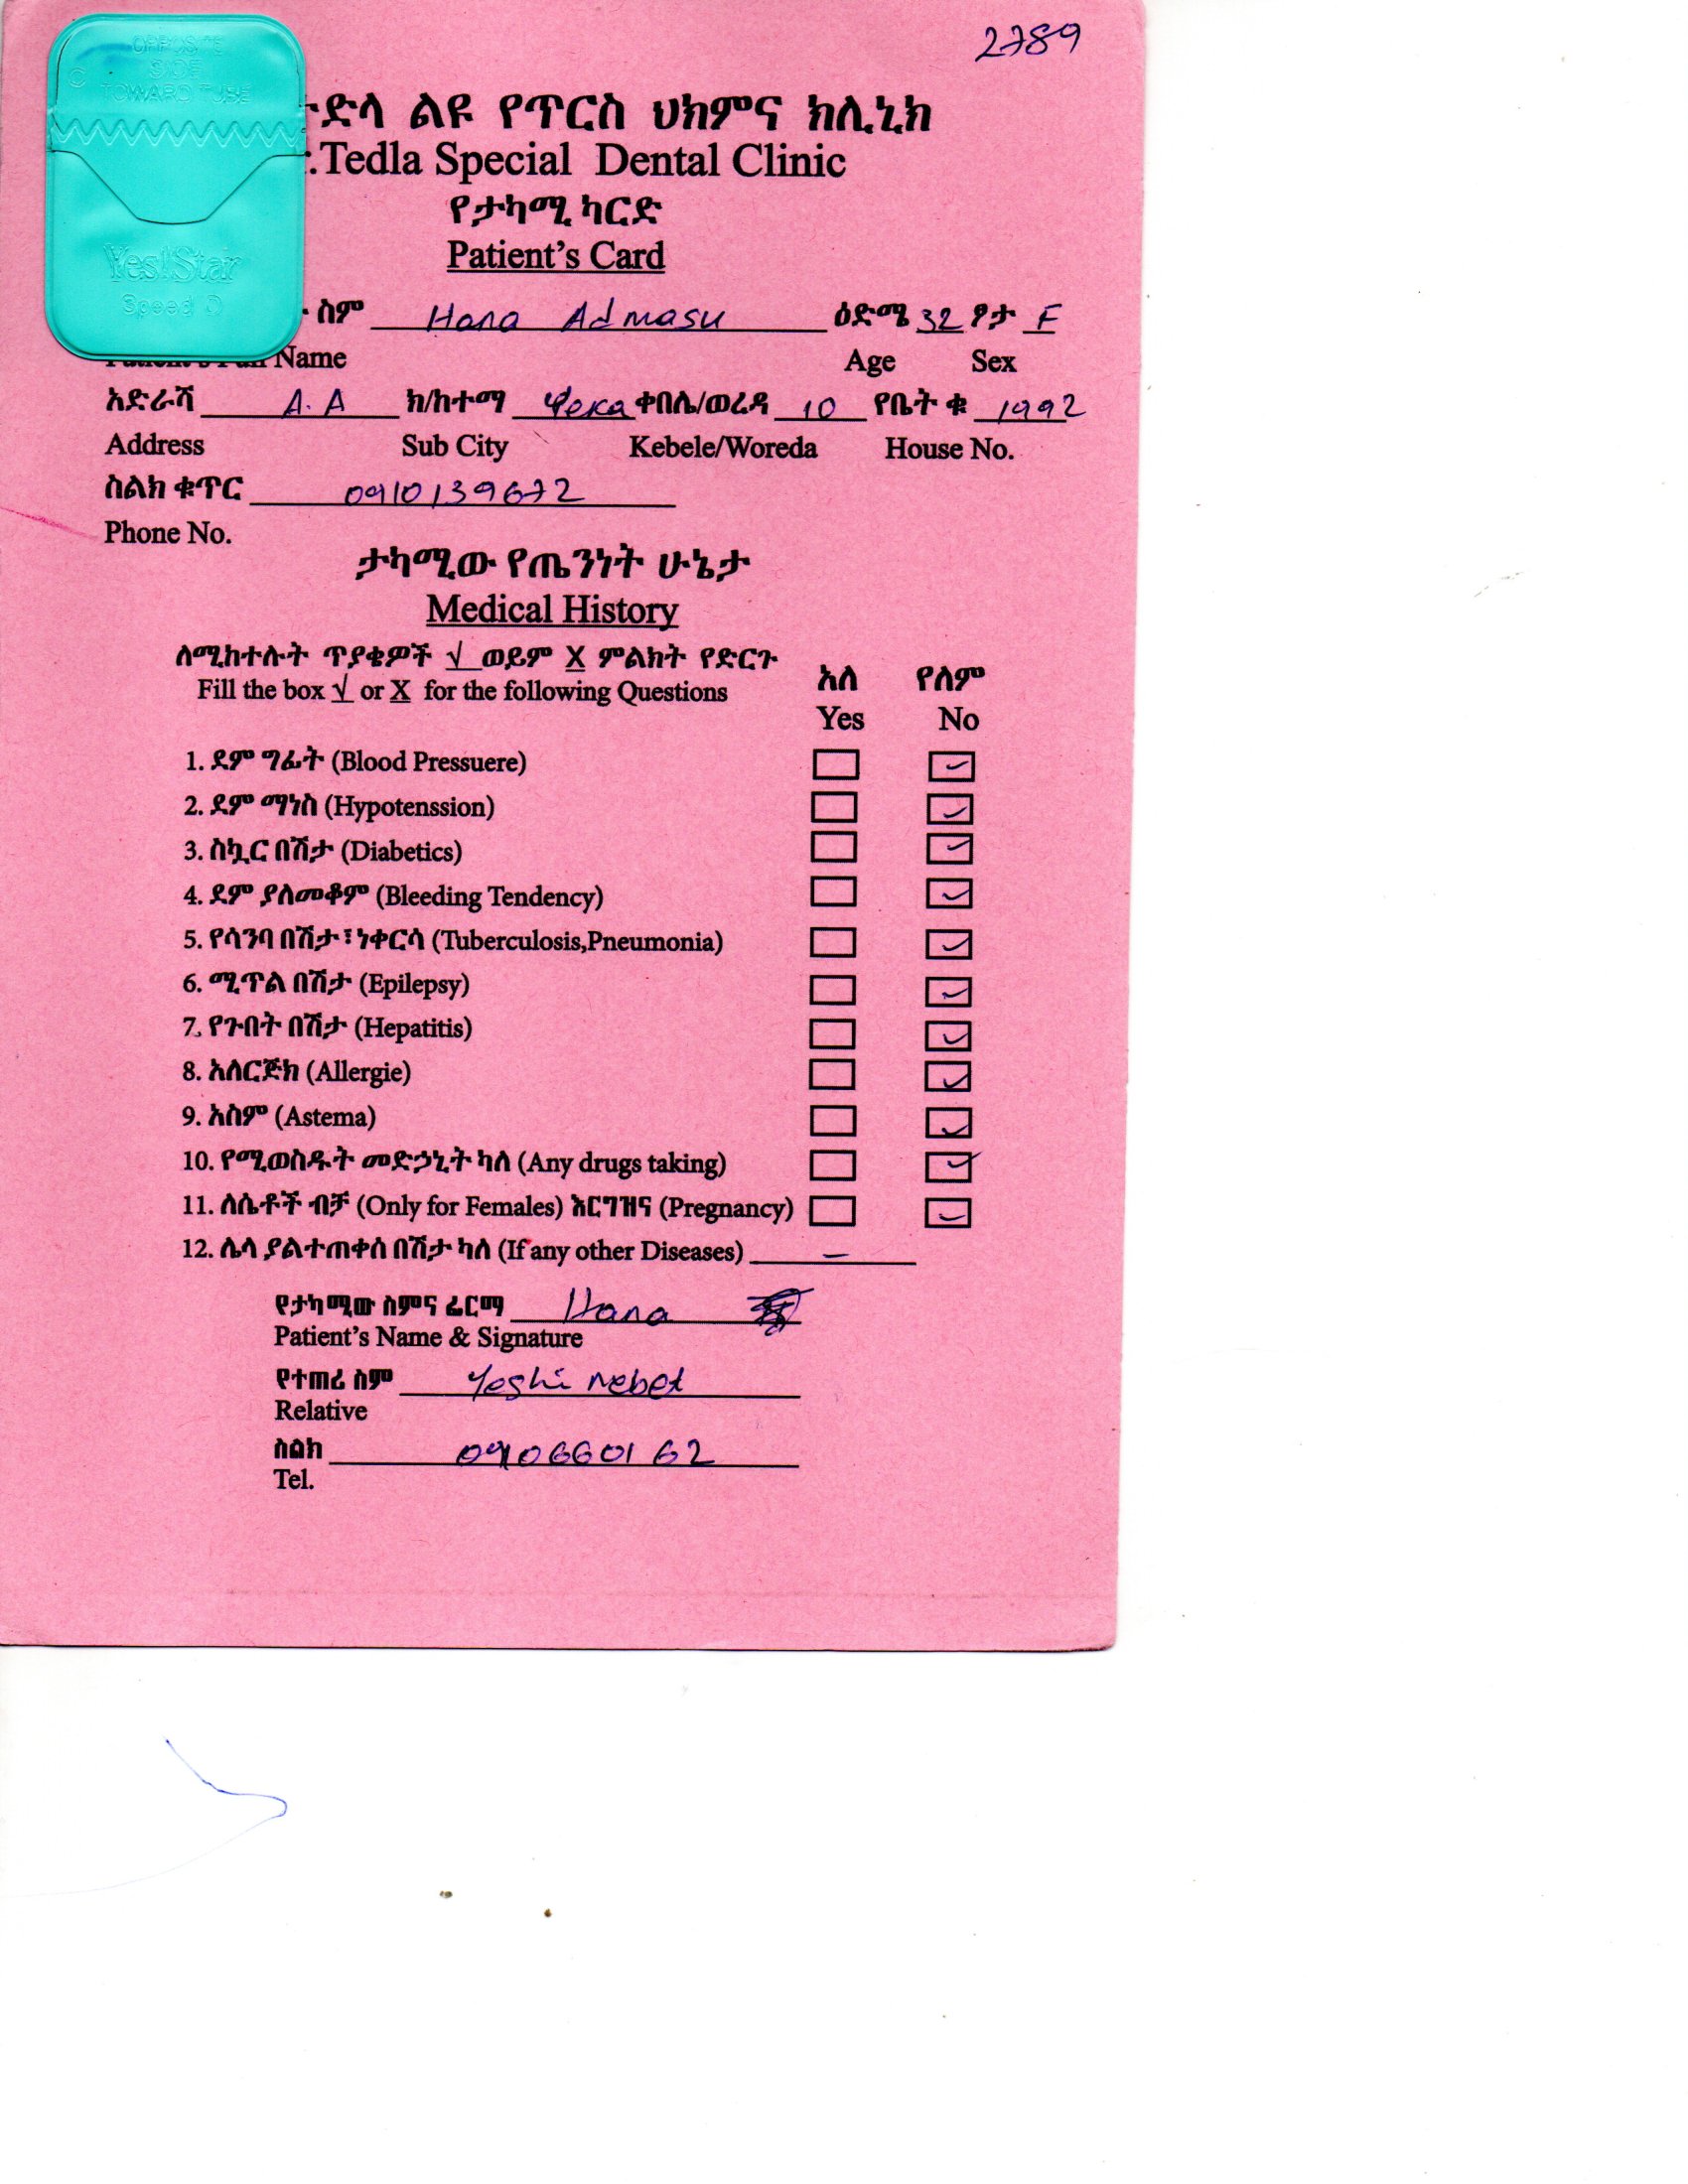 2789
OPPOSITE
SIDE
TOWARD TUBE
ድላ ልዩ የጥርስ ህክምና ክሊኒክ
.Tedla Special Dental Clinic
የታካሚ ካርድ
Patient's Card
Yes!Star
Speed D
ስም Hana Admasu ዕድሜ 32 ፆታ F
Name Age Sex
አድራሻ A.A ክ/ከተማ የካ ቀበሌ/ወረዳ 10 የቤት ቁ 1992
Address Sub City Kebele/Woreda House No.
ስልክ ቁጥር 0910139672
Phone No.
ታካሚው የጤንነት ሁኔታ
Medical History
ለሚከተሉት ጥያቄዎች √ ወይም X ምልክት የድርጉ
Fill the box √ or X for the following Questions
አለ የለም
Yes No
1. ደም ግፊት (Blood Pressuere) ✓
2. ደም ማነስ (Hypotenssion) ✓
3. ስኳር በሽታ (Diabetics) ✓
4. ደም ያለመቆም (Bleeding Tendency) ✓
5. የሳንባ በሽታ፣ነቀርሳ (Tuberculosis,Pneumonia) ✓
6. ሚጥል በሽታ (Epilepsy) ✓
7. የጉበት በሽታ (Hepatitis) ✓
8. አለርጅክ (Allergie) ✓
9. አስም (Astema) ✓
10. የሚወስዱት መድኃኒት ካለ (Any drugs taking) ✓
11. ለሴቶች ብቻ (Only for Females) እርግዝና (Pregnancy) ✓
12. ሌላ ያልተጠቀሰ በሽታ ካለ (If any other Diseases) –
የታካሚው ስምና ፊርማ Hana
Patient's Name & Signature
የተጠሪ ስም Yeshi Mebet
Relative
ስልክ 0910660162
Tel.